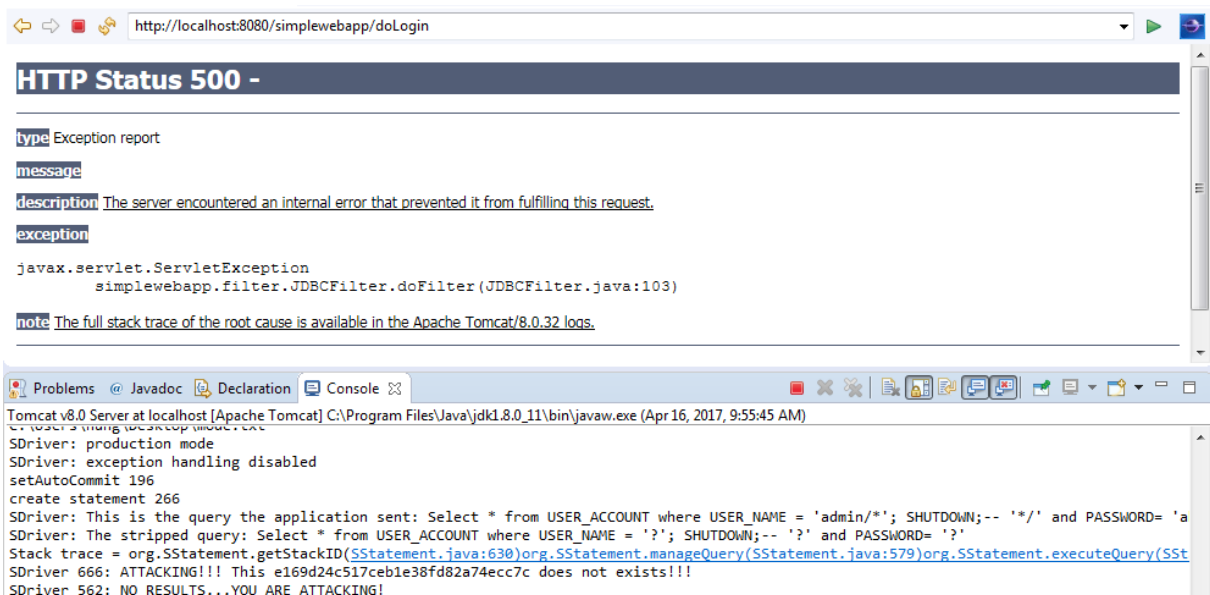 http://localhost:8080/simplewebapp/doLogin
HTTP Status 500 -
type Exception report
message
description The server encountered an internal error that prevented it from fulfilling this request.
exception
javax.servlet.ServletException
simplewebapp.filter.JDBCFilter.doFilter(JDBCFilter.java:103)
note The full stack trace of the root cause is available in the Apache Tomcat/8.0.32 logs.
Problems @ Javadoc Declaration Console
Tomcat v8.0 Server at localhost [Apache Tomcat] C:\Program Files\Java\jdk1.8.0_11\bin\javaw.exe (Apr 16, 2017, 9:55:45 AM)
C:\Users\hung\Desktop\mode.txt
SDriver: production mode
SDriver: exception handling disabled
setAutoCommit 196
create statement 266
SDriver: This is the query the application sent: Select * from USER_ACCOUNT where USER_NAME = 'admin/*'; SHUTDOWN;-- '*/' and PASSWORD= 'a
SDriver: The stripped query: Select * from USER_ACCOUNT where USER_NAME = '?'; SHUTDOWN;-- '?' and PASSWORD= '?'
Stack trace = org.SStatement.getStackID(SStatement.java:630)org.SStatement.manageQuery(SStatement.java:579)org.SStatement.executeQuery(SSt
SDriver 666: ATTACKING!!! This e169d24c517ceb1e38fd82a74ecc7c does not exists!!!
SDriver 562: NO RESULTS...YOU ARE ATTACKING!